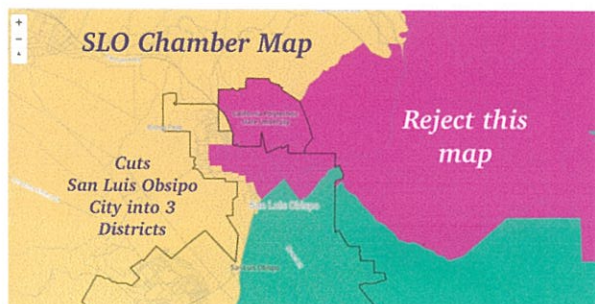 SLO Chamber Map
Reject this
map
Cuts
San Luis Obsipo
City into 3
Districts
San Luis Obispo